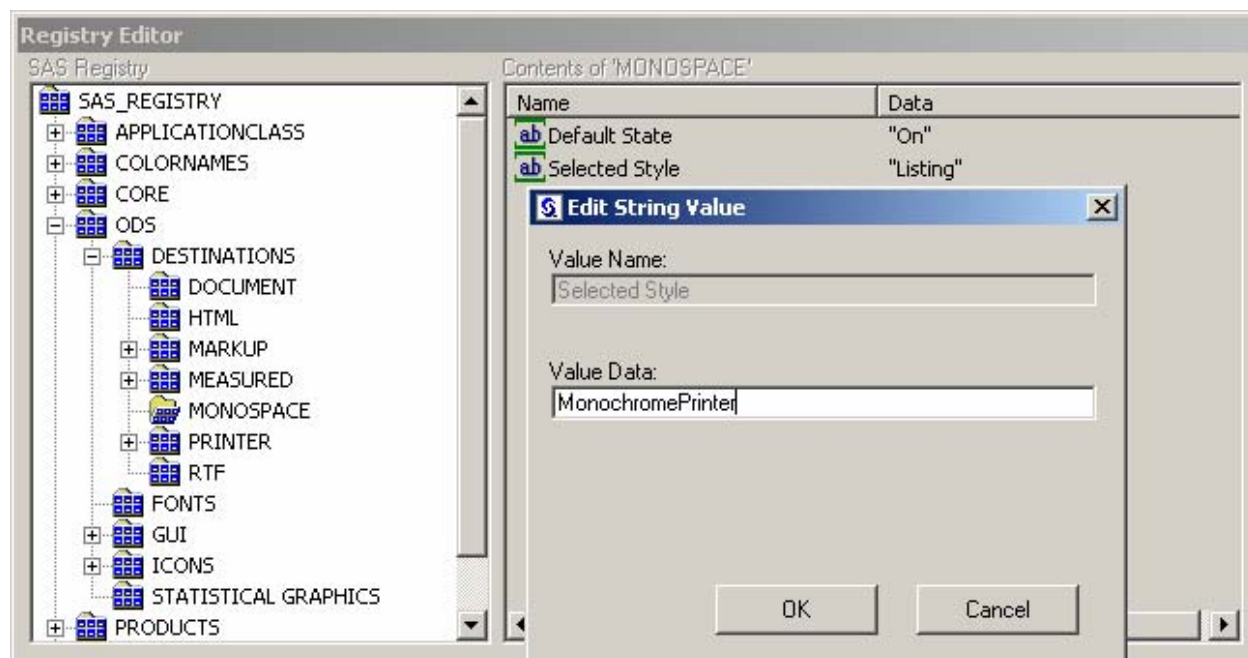 Registry Editor
SAS Registry
SAS_REGISTRY
APPLICATIONCLASS
COLORNAMES
CORE
ODS
DESTINATIONS
DOCUMENT
HTML
MARKUP
MEASURED
MONOSPACE
PRINTER
RTF
FONTS
GUI
ICONS
STATISTICAL GRAPHICS
PRODUCTS
Contents of 'MONOSPACE'
Name Data
ab Default State "On"
ab Selected Style "Listing"
Edit String Value
Value Name:
Selected Style
Value Data:
MonochromePrinter
OK Cancel